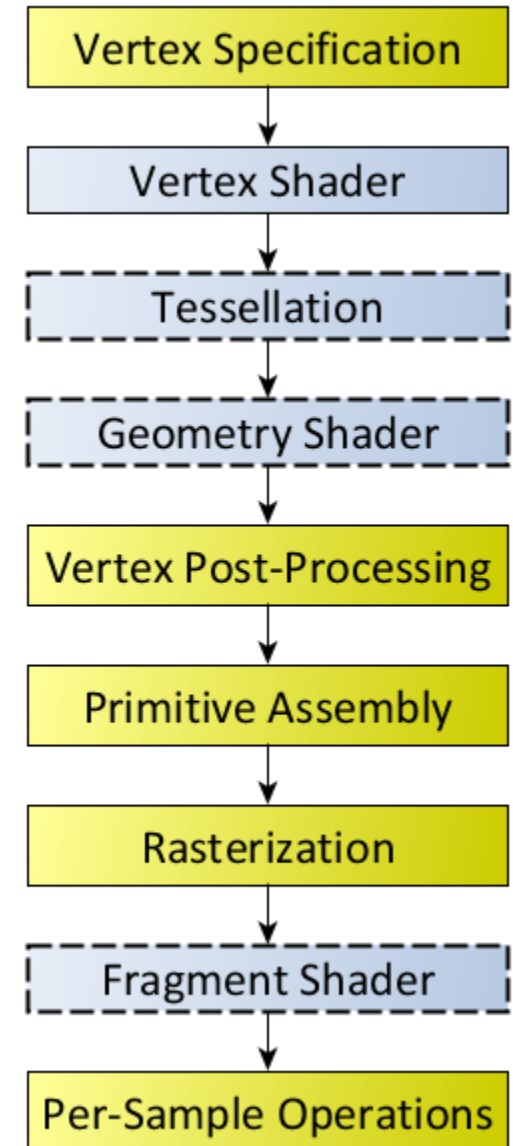 Vertex Specification
Vertex Shader
Tessellation
Geometry Shader
Vertex Post-Processing
Primitive Assembly
Rasterization
Fragment Shader
Per-Sample Operations